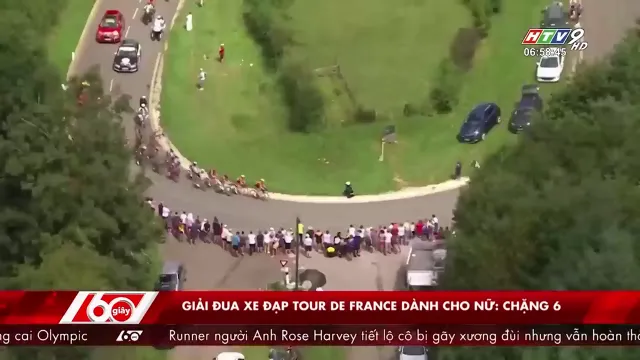 HTV9 HD
06:58:45
60 giây
GIẢI ĐUA XE ĐẠP TOUR DE FRANCE DÀNH CHO NỮ: CHẶNG 6
ng cai Olympic 60 Runner người Anh Rose Harvey tiết lộ cô bị gãy xương đùi nhưng vẫn hoàn